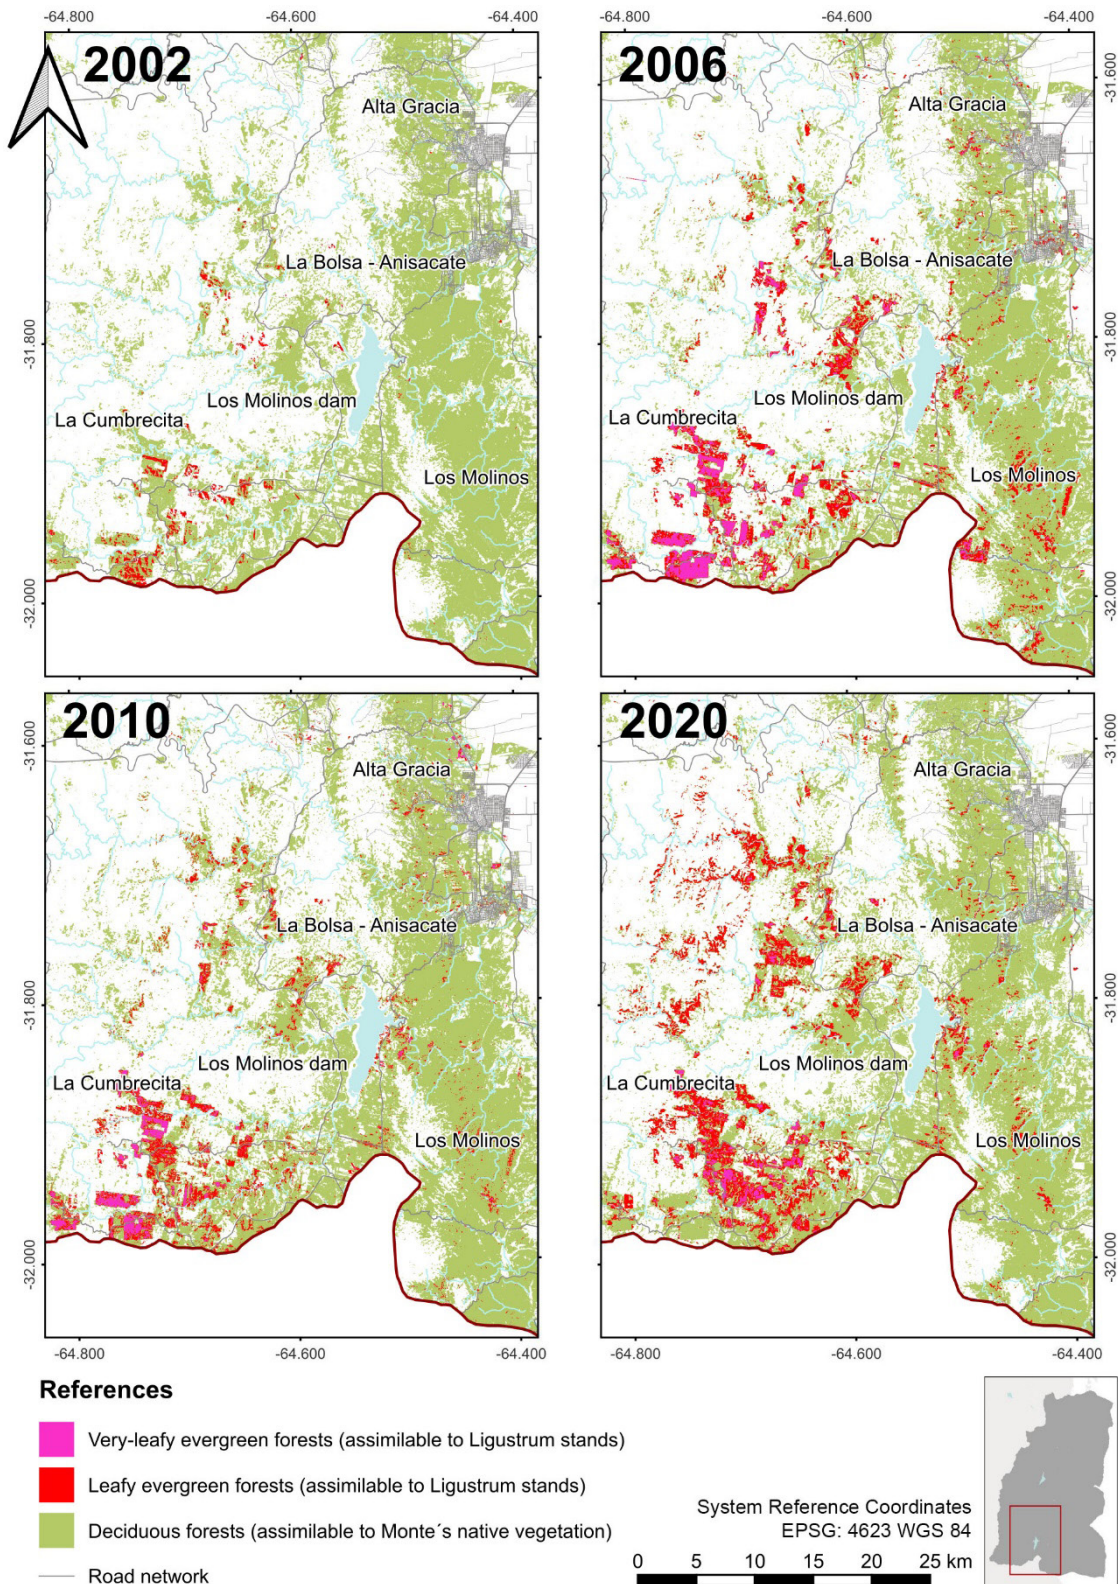 -64.800 -64.600 -64.400 -64.800 -64.600 -64.400
2002
2006
-31.600
Alta Gracia
Alta Gracia
La Bolsa - Anisacate
La Bolsa - Anisacate
-31.800
-31.800
Los Molinos dam
Los Molinos dam
La Cumbrecita
La Cumbrecita
Los Molinos
Los Molinos
-32.000
-32.000
2010
2020
-31.600
-31.600
Alta Gracia
Alta Gracia
La Bolsa - Anisacate
La Bolsa - Anisacate
-31.800
-31.800
Los Molinos dam
Los Molinos dam
La Cumbrecita
La Cumbrecita
Los Molinos
Los Molinos
-32.000
-32.000
-64.800 -64.600 -64.400 -64.800 -64.600 -64.400
References
Very-leafy evergreen forests (assimilable to Ligustrum stands)
Leafy evergreen forests (assimilable to Ligustrum stands)
Deciduous forests (assimilable to Monte´s native vegetation)
Road network
System Reference Coordinates
EPSG: 4623 WGS 84
0 5 10 15 20 25 km